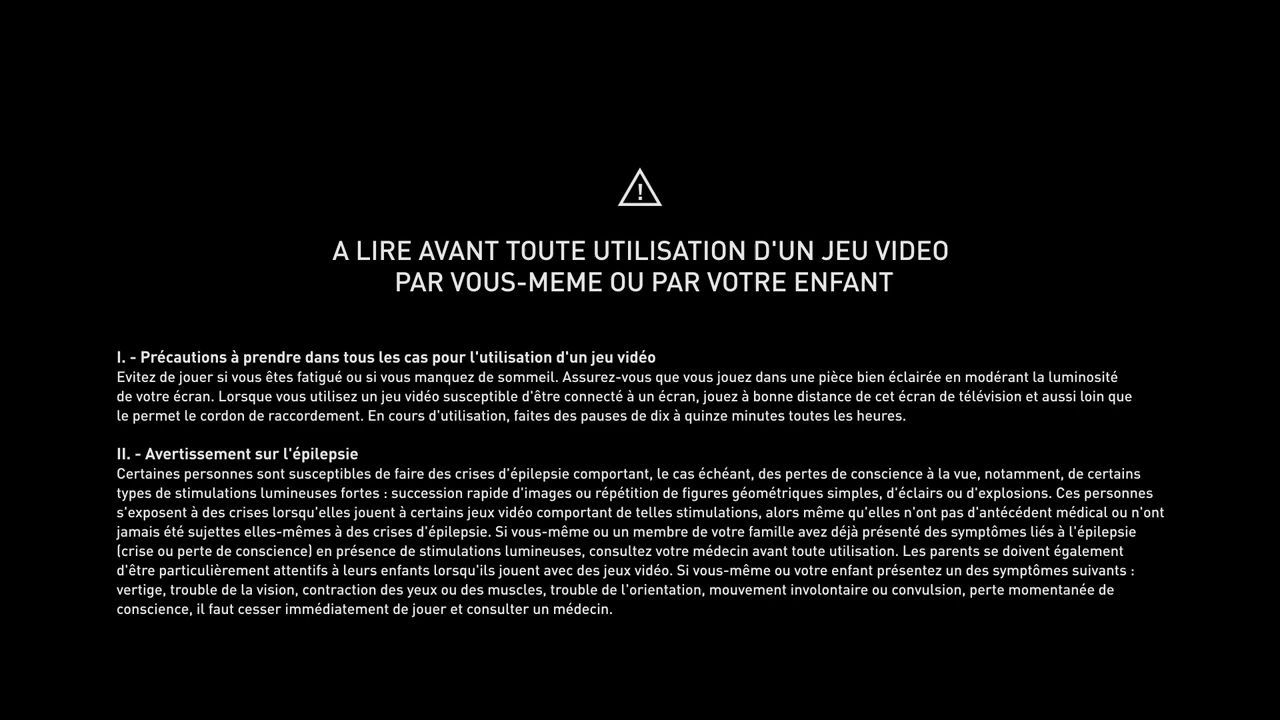 !
A LIRE AVANT TOUTE UTILISATION D'UN JEU VIDEO
PAR VOUS-MEME OU PAR VOTRE ENFANT
I. - Précautions à prendre dans tous les cas pour l'utilisation d'un jeu vidéo
Evitez de jouer si vous êtes fatigué ou si vous manquez de sommeil. Assurez-vous que vous jouez dans une pièce bien éclairée en modérant la luminosité
de votre écran. Lorsque vous utilisez un jeu vidéo susceptible d'être connecté à un écran, jouez à bonne distance de cet écran de télévision et aussi loin que
le permet le cordon de raccordement. En cours d'utilisation, faites des pauses de dix à quinze minutes toutes les heures.
II. - Avertissement sur l'épilepsie
Certaines personnes sont susceptibles de faire des crises d'épilepsie comportant, le cas échéant, des pertes de conscience à la vue, notamment, de certains
types de stimulations lumineuses fortes : succession rapide d'images ou répétition de figures géométriques simples, d'éclairs ou d'explosions. Ces personnes
s'exposent à des crises lorsqu'elles jouent à certains jeux vidéo comportant de telles stimulations, alors même qu'elles n'ont pas d'antécédent médical ou n'ont
jamais été sujettes elles-mêmes à des crises d'épilepsie. Si vous-même ou un membre de votre famille avez déjà présenté des symptômes liés à l'épilepsie
(crise ou perte de conscience) en présence de stimulations lumineuses, consultez votre médecin avant toute utilisation. Les parents se doivent également
d'être particulièrement attentifs à leurs enfants lorsqu'ils jouent avec des jeux vidéo. Si vous-même ou votre enfant présentez un des symptômes suivants :
vertige, trouble de la vision, contraction des yeux ou des muscles, trouble de l'orientation, mouvement involontaire ou convulsion, perte momentanée de
conscience, il faut cesser immédiatement de jouer et consulter un médecin.